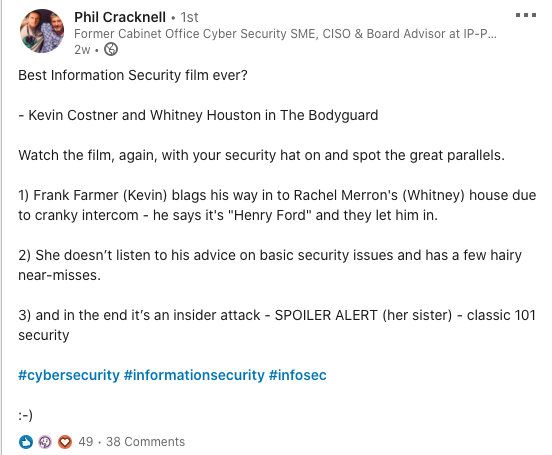 Phil Cracknell • 1st
Former Cabinet Office Cyber Security SME, CISO & Board Advisor at IP-P...
2w •
Best Information Security film ever?
- Kevin Costner and Whitney Houston in The Bodyguard
Watch the film, again, with your security hat on and spot the great parallels.
1) Frank Farmer (Kevin) blags his way in to Rachel Merron's (Whitney) house due
to cranky intercom - he says it's "Henry Ford" and they let him in.
2) She doesn’t listen to his advice on basic security issues and has a few hairy
near-misses.
3) and in the end it’s an insider attack - SPOILER ALERT (her sister) - classic 101
security
#cybersecurity #informationsecurity #infosec
:-)
49 · 38 Comments